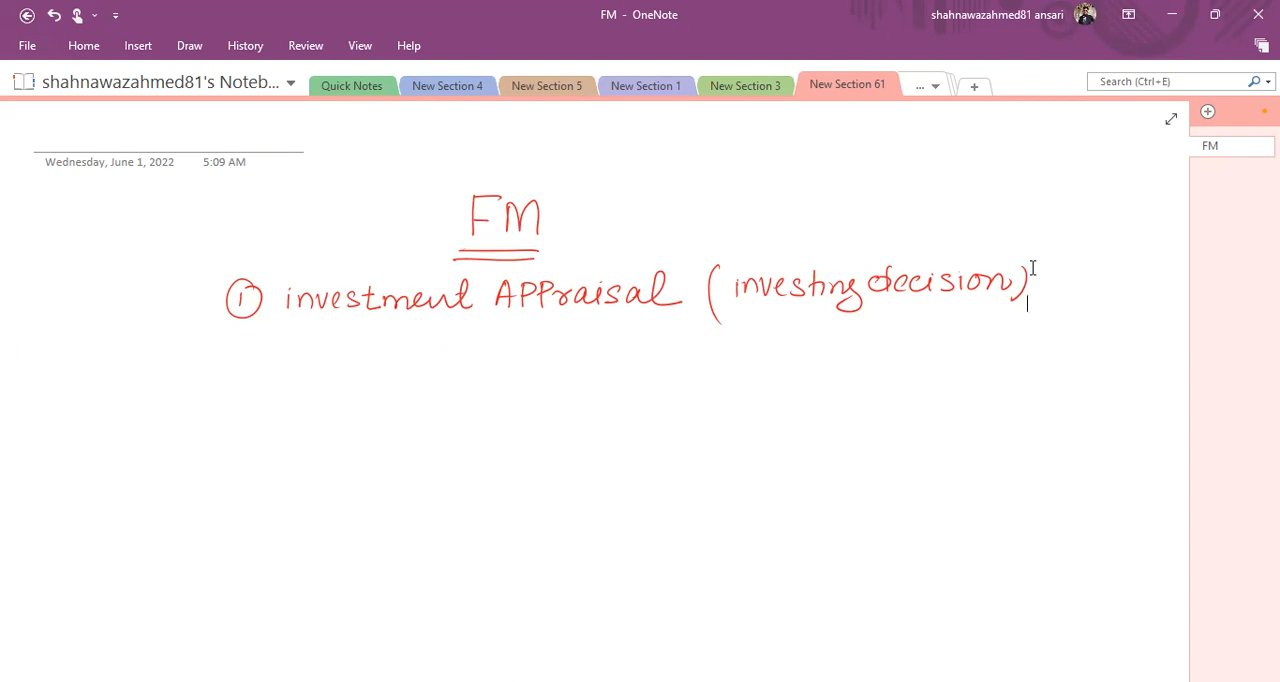 FM - OneNote
shahnawazahmed81 ansari
File Home Insert Draw History Review View Help
shahnawazahmed81's Noteb... Quick Notes New Section 4 New Section 5 New Section 1 New Section 3 New Section 61 ... + Search (Ctrl+E)
FM
Wednesday, June 1, 2022 5:09 AM
FM
① investment APPraisal (investing decision)